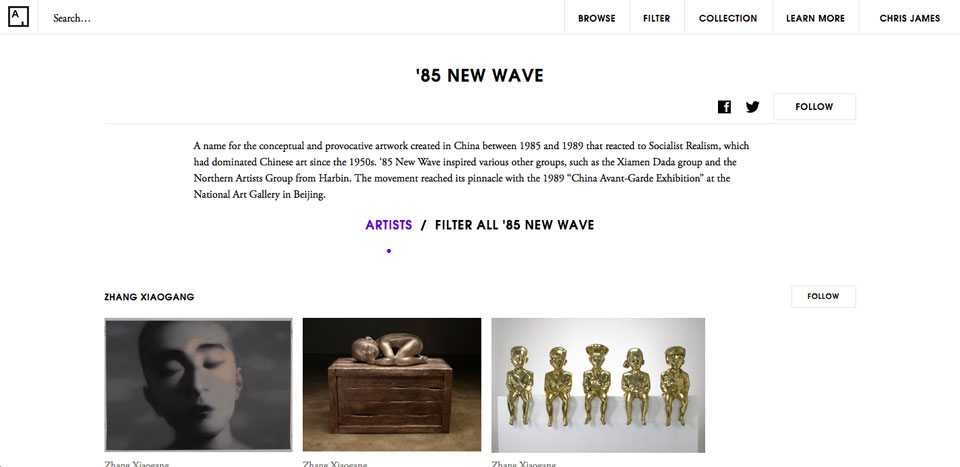 A,
Search…
BROWSE
FILTER
COLLECTION
LEARN MORE
CHRIS JAMES
'85 NEW WAVE
FOLLOW
A name for the conceptual and provocative artwork created in China between 1985 and 1989 that reacted to Socialist Realism, which
had dominated Chinese art since the 1950s. ‘85 New Wave inspired various other groups, such as the Xiamen Dada group and the
Northern Artists Group from Harbin. The movement reached its pinnacle with the 1989 “China Avant-Garde Exhibition” at the
National Art Gallery in Beijing.
ARTISTS / FILTER ALL '85 NEW WAVE
ZHANG XIAOGANG
FOLLOW
Zhang Xiaogang
Zhang Xiaogang
Zhang Xiaogang